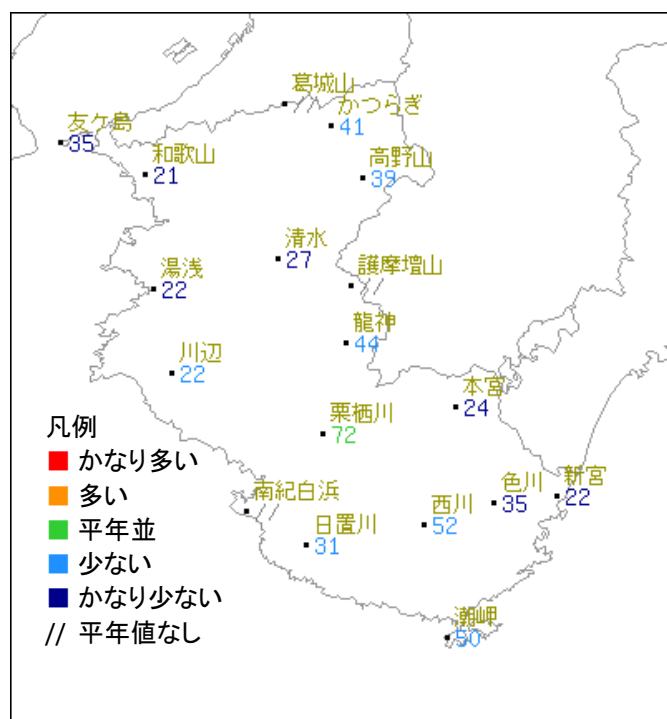 葛城山
//
かつらぎ
41
友ケ島
35
和歌山
21
高野山
39
清水
27
護摩壇山
//
湯浅
22
龍神
44
川辺
22
本宮
24
栗栖川
72
南紀白浜
//
日置川
31
西川
52
色川
35
新宮
22
潮岬
50
凡例
かなり多い
多い
平年並
少ない
かなり少ない
// 平年値なし